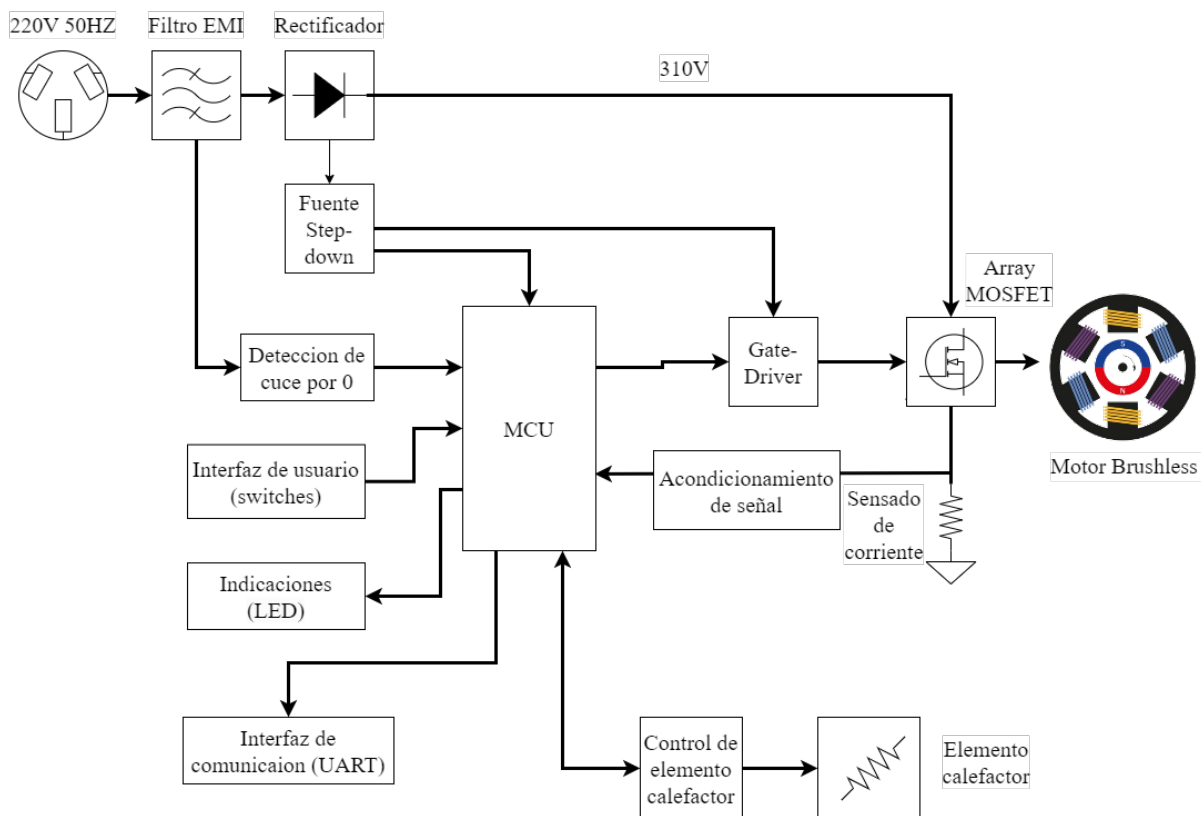 220V 50HZ
Filtro EMI
Rectificador
310V
Fuente
Step-
down
Array
MOSFET
Deteccion de
cuce por 0
Gate-
Driver
S
N
MCU
Motor Brushless
Interfaz de usuario
(switches)
Acondicionamiento
de señal
Sensado
de
corriente
Indicaciones
(LED)
Interfaz de
comunicaion (UART)
Control de
elemento
calefactor
Elemento
calefactor